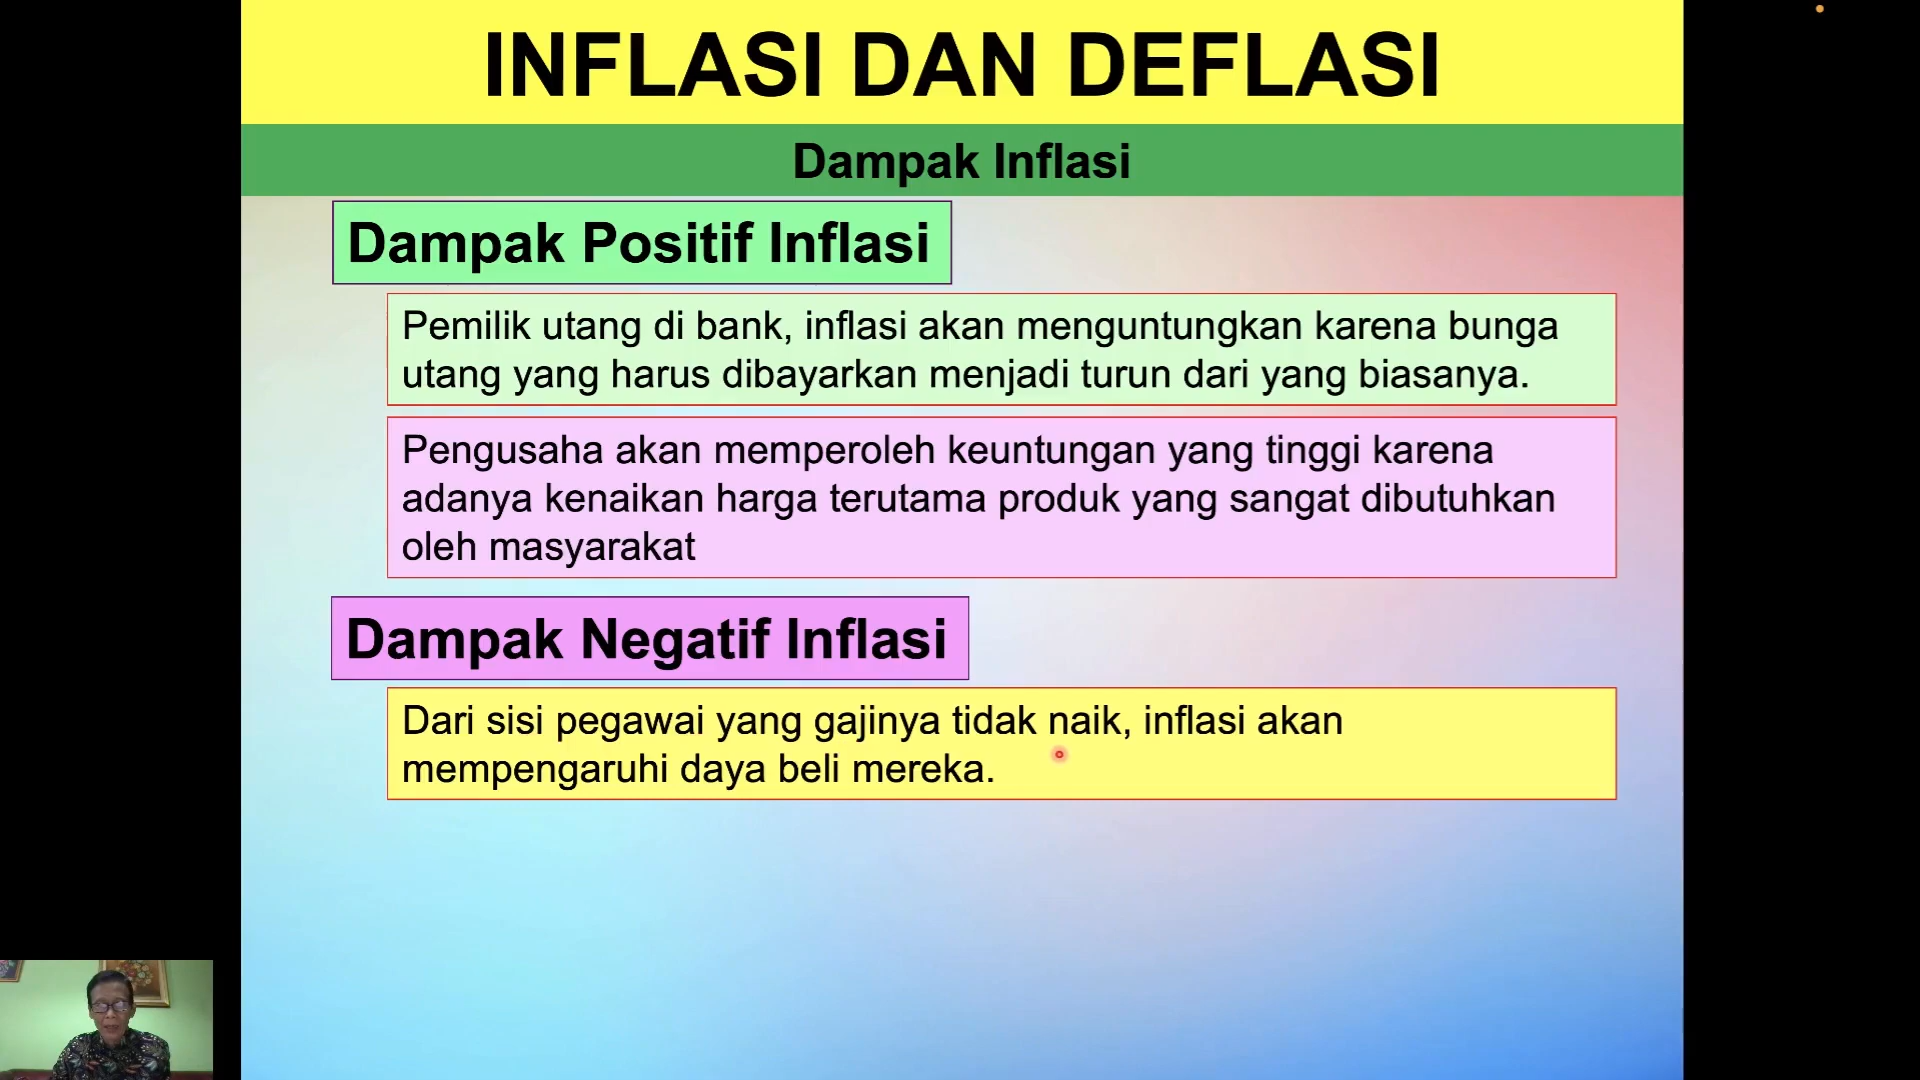 INFLASI DAN DEFLASI
Dampak Inflasi
Dampak Positif Inflasi
Pemilik utang di bank, inflasi akan menguntungkan karena bunga
utang yang harus dibayarkan menjadi turun dari yang biasanya.
Pengusaha akan memperoleh keuntungan yang tinggi karena
adanya kenaikan harga terutama produk yang sangat dibutuhkan
oleh masyarakat
Dampak Negatif Inflasi
Dari sisi pegawai yang gajinya tidak naik, inflasi akan
mempengaruhi daya beli mereka.